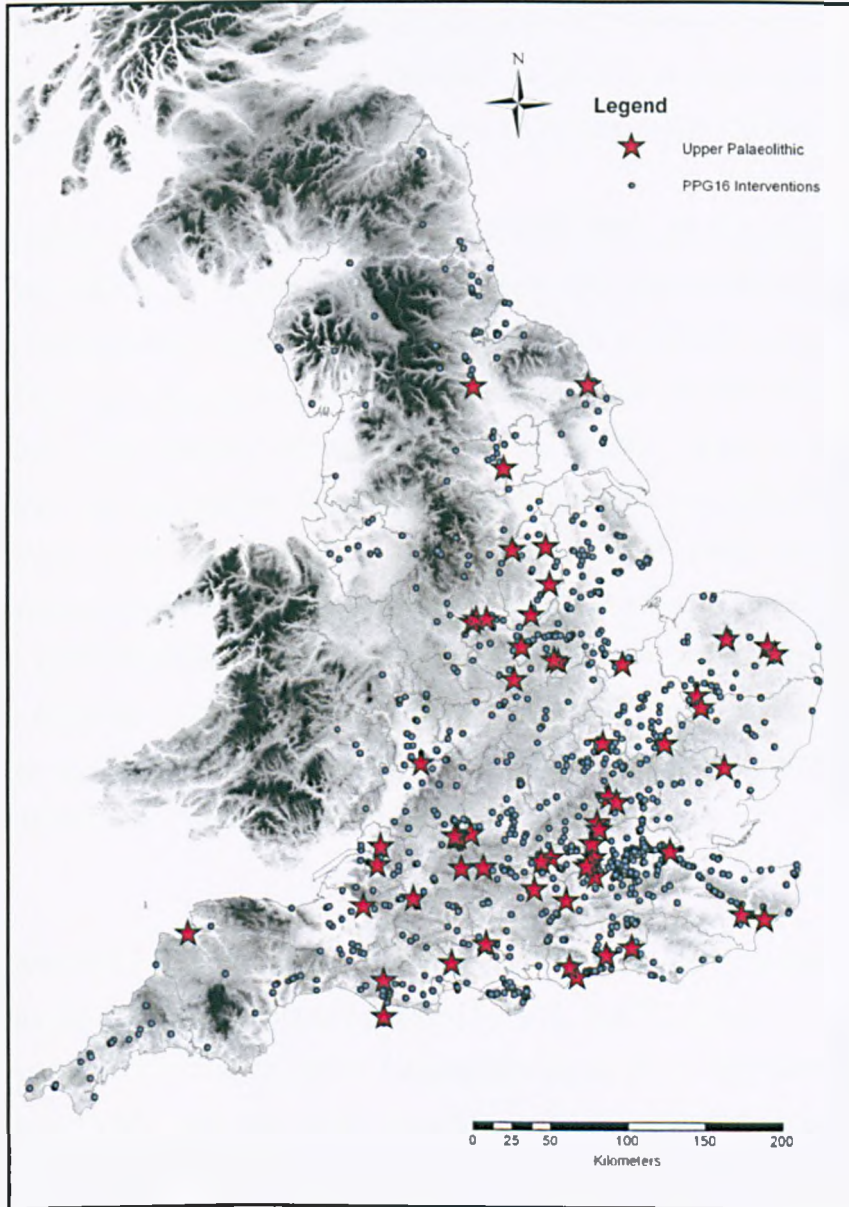 N
Legend
Upper Palaeolithic
PPG16 Interventions
0 25 50 100 150 200
Kilometers